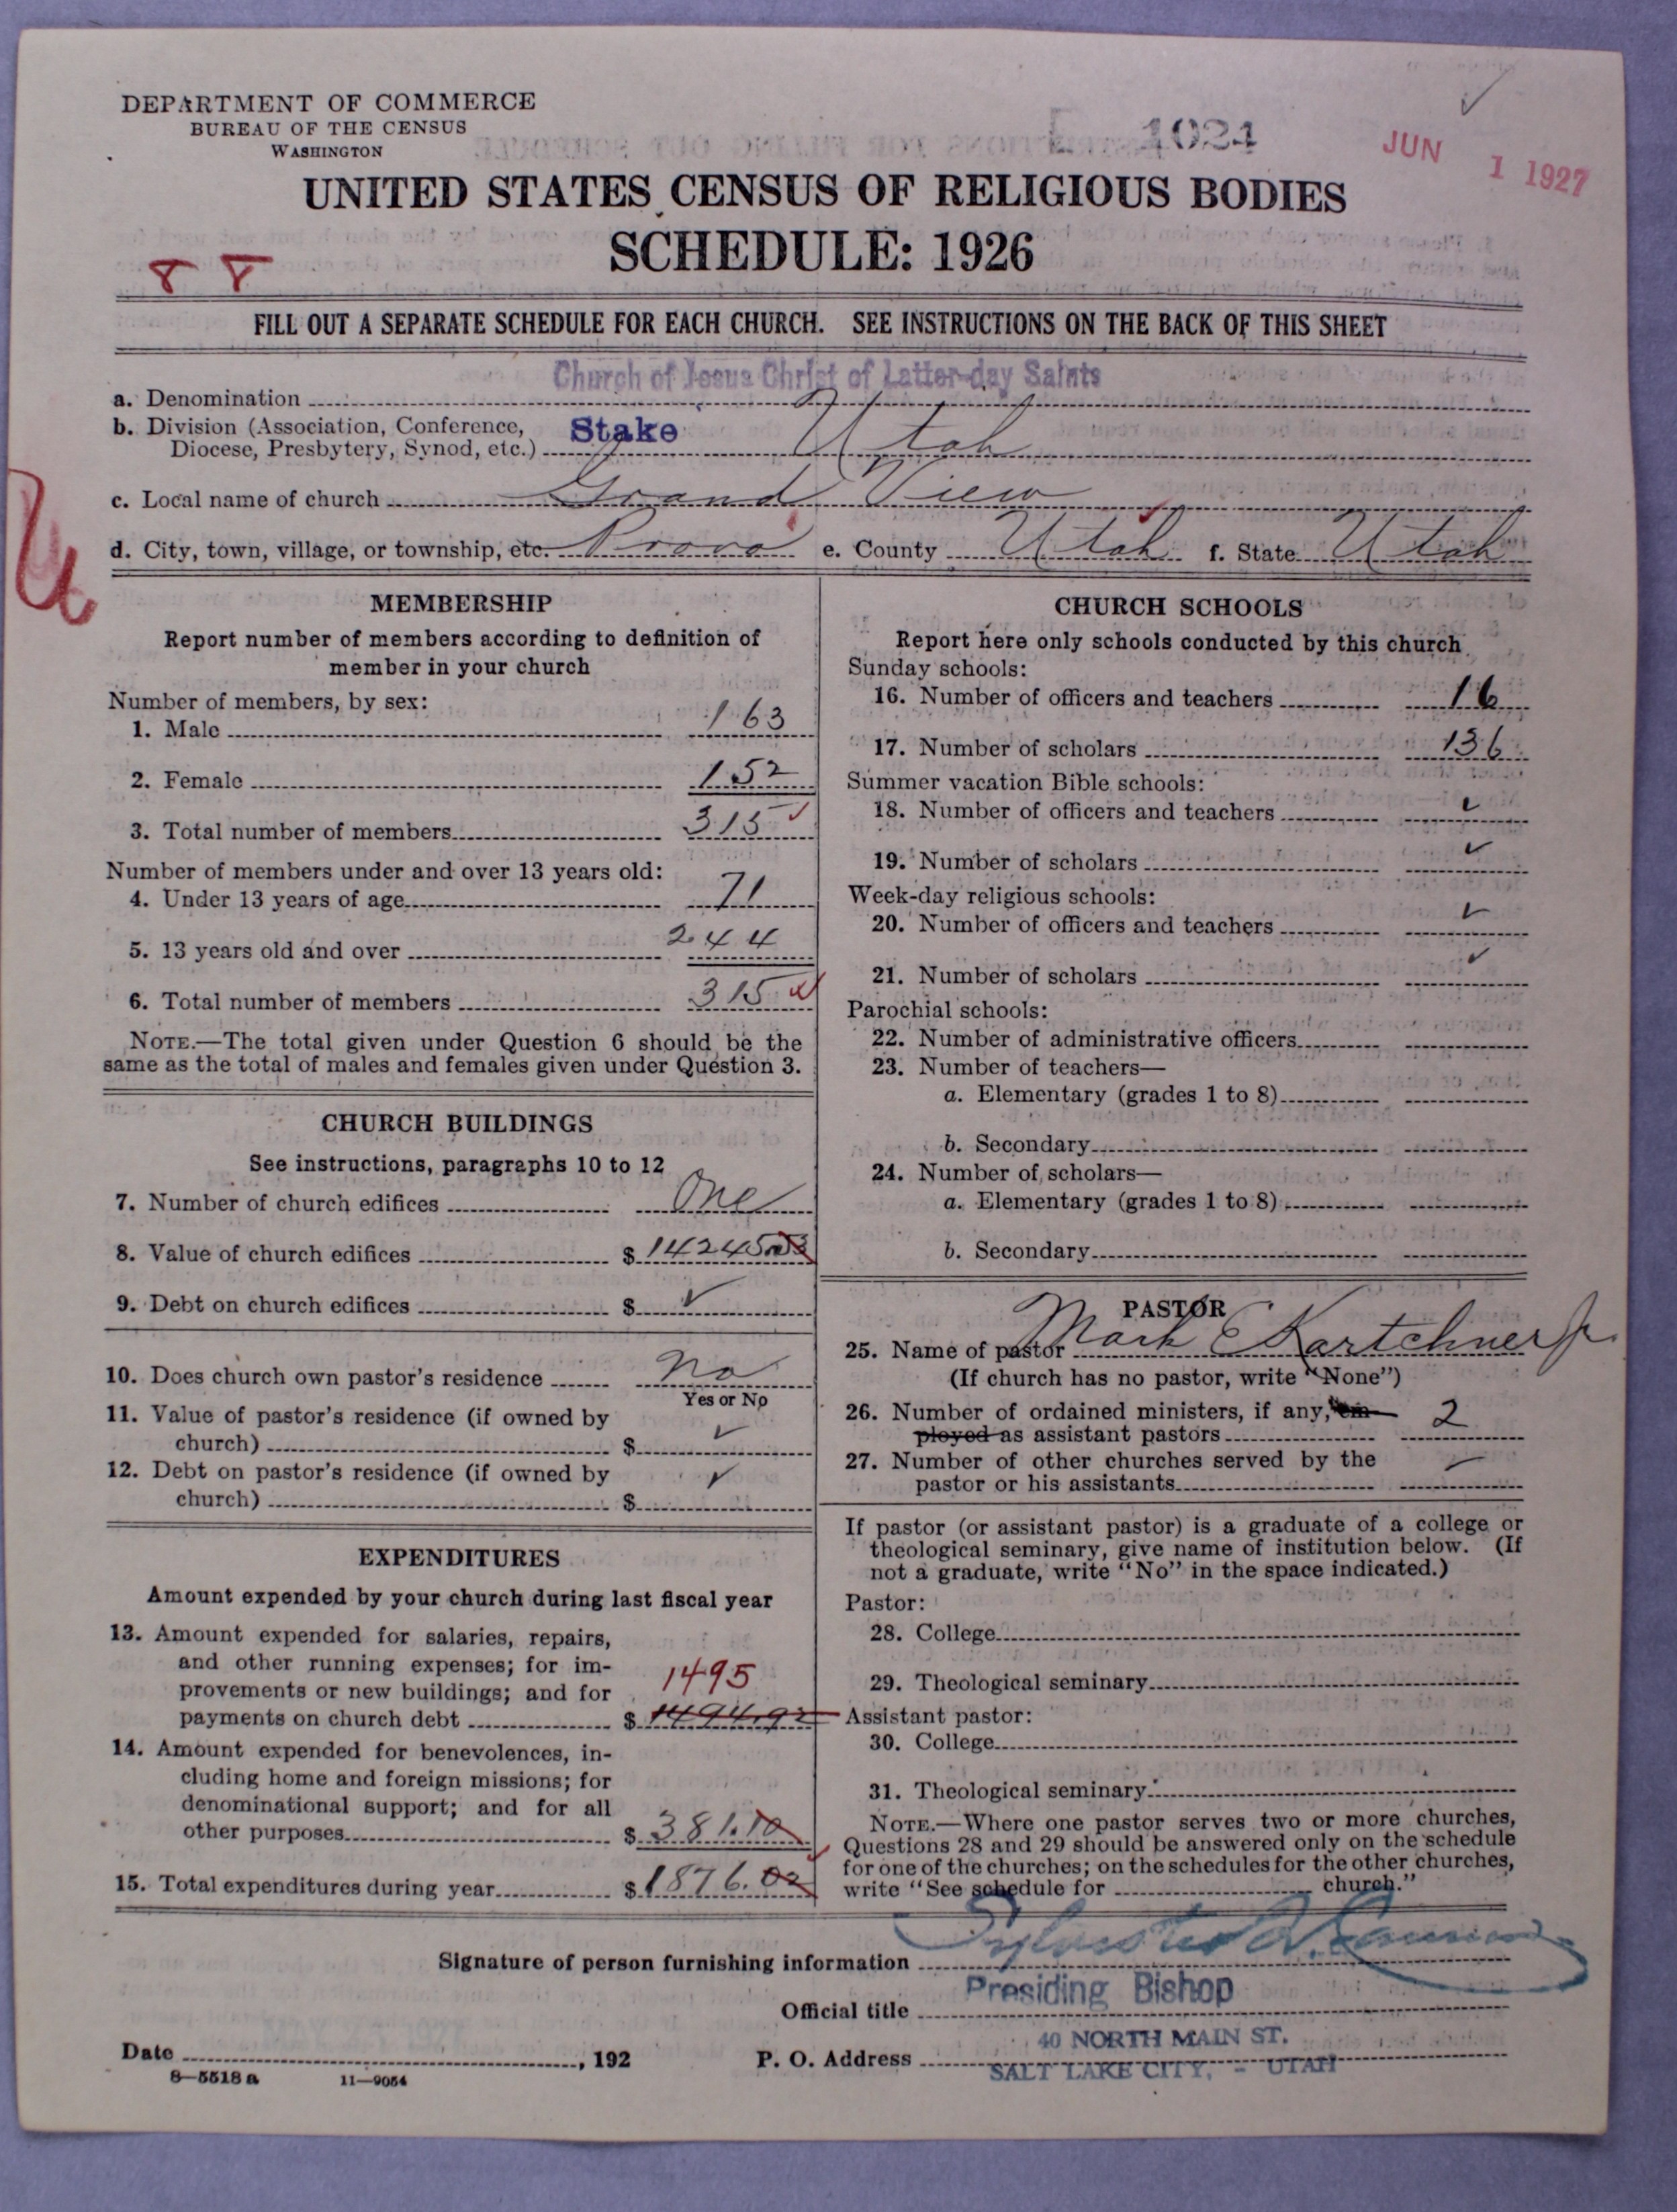 DEPARTMENT OF COMMERCE
BUREAU OF THE CENSUS
WASHINGTON
1024
JUN 1 1927
UNITED STATES CENSUS OF RELIGIOUS BODIES
SCHEDULE: 1926
FILL OUT A SEPARATE SCHEDULE FOR EACH CHURCH. SEE INSTRUCTIONS ON THE BACK OF THIS SHEET
a. Denomination Church of Jesus Christ of Latter-day Saints
b. Division (Association, Conference,
Diocese, Presbytery, Synod, etc.) Stake Utah
c. Local name of church Grand View
d. City, town, village, or township, etc. Provo e. County Utah f. State Utah
MEMBERSHIP
Report number of members according to definition of
member in your church
Number of members, by sex:
1. Male 163
2. Female 152
3. Total number of members 315
Number of members under and over 13 years old:
4. Under 13 years of age 71
5. 13 years old and over 244
6. Total number of members 315
NOTE.—The total given under Question 6 should be the
same as the total of males and females given under Question 3.
CHURCH BUILDINGS
See instructions, paragraphs 10 to 12
7. Number of church edifices One
8. Value of church edifices $ 14245
9. Debt on church edifices $ ✓
10. Does church own pastor's residence No
Yes or No
11. Value of pastor's residence (if owned by
church) $ ✓
12. Debt on pastor's residence (if owned by
church) $ ✓
EXPENDITURES
Amount expended by your church during last fiscal year
13. Amount expended for salaries, repairs,
and other running expenses; for im-
provements or new buildings; and for
1495
payments on church debt $ 1494.92
14. Amount expended for benevolences, in-
cluding home and foreign missions; for
denominational support; and for all
other purposes $ 381.10
15. Total expenditures during year $ 1876.02
CHURCH SCHOOLS
Report here only schools conducted by this church
Sunday schools:
16. Number of officers and teachers 16
17. Number of scholars 136
Summer vacation Bible schools:
18. Number of officers and teachers ✓
19. Number of scholars ✓
Week-day religious schools:
20. Number of officers and teachers ✓
21. Number of scholars ✓
Parochial schools:
22. Number of administrative officers
23. Number of teachers—
a. Elementary (grades 1 to 8)
b. Secondary
24. Number of scholars—
a. Elementary (grades 1 to 8)
b. Secondary
PASTOR
25. Name of pastor Mark E Kartchner Jr.
(If church has no pastor, write "None")
26. Number of ordained ministers, if any, em-
ployed as assistant pastors 2
27. Number of other churches served by the
pastor or his assistants
If pastor (or assistant pastor) is a graduate of a college or
theological seminary, give name of institution below. (If
not a graduate, write "No" in the space indicated.)
Pastor:
28. College
29. Theological seminary
Assistant pastor:
30. College
31. Theological seminary
NOTE.—Where one pastor serves two or more churches,
Questions 28 and 29 should be answered only on the schedule
for one of the churches; on the schedules for the other churches,
write "See schedule for church."
Signature of person furnishing information Sylvester Q. Cannon
Official title Presiding Bishop
Date , 192
P. O. Address 40 NORTH MAIN ST.
SALT LAKE CITY, - UTAH
8—5518 a 11—9054